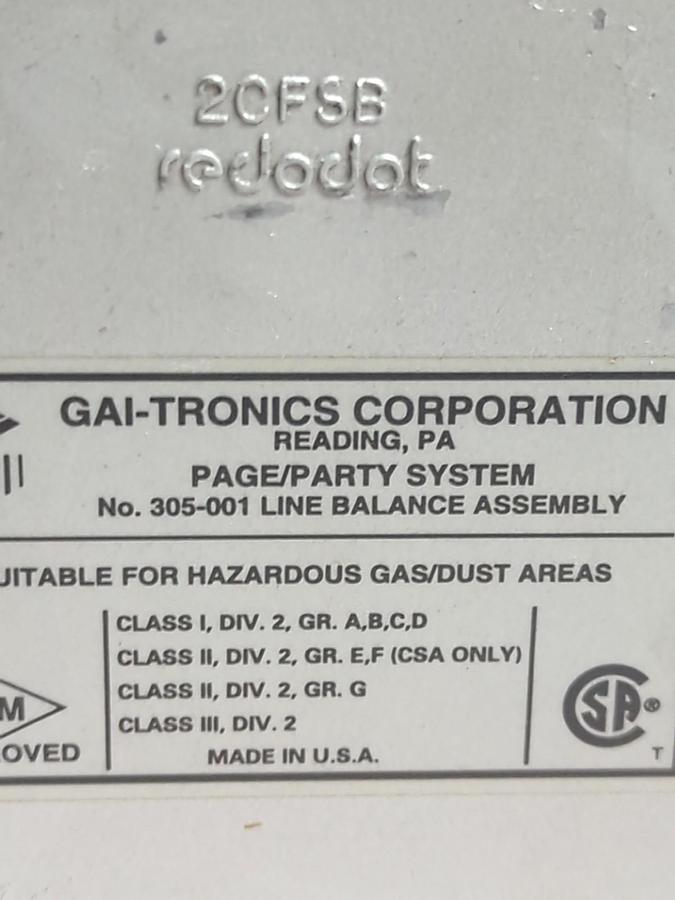 2CFSB
redodot
GAI-TRONICS CORPORATION
READING, PA
PAGE/PARTY SYSTEM
No. 305-001 LINE BALANCE ASSEMBLY
UITABLE FOR HAZARDOUS GAS/DUST AREAS
CLASS I, DIV. 2, GR. A,B,C,D
CLASS II, DIV. 2, GR. E,F (CSA ONLY)
CLASS II, DIV. 2, GR. G
CLASS III, DIV. 2
MADE IN U.S.A.
M
OVED
CSA®
T